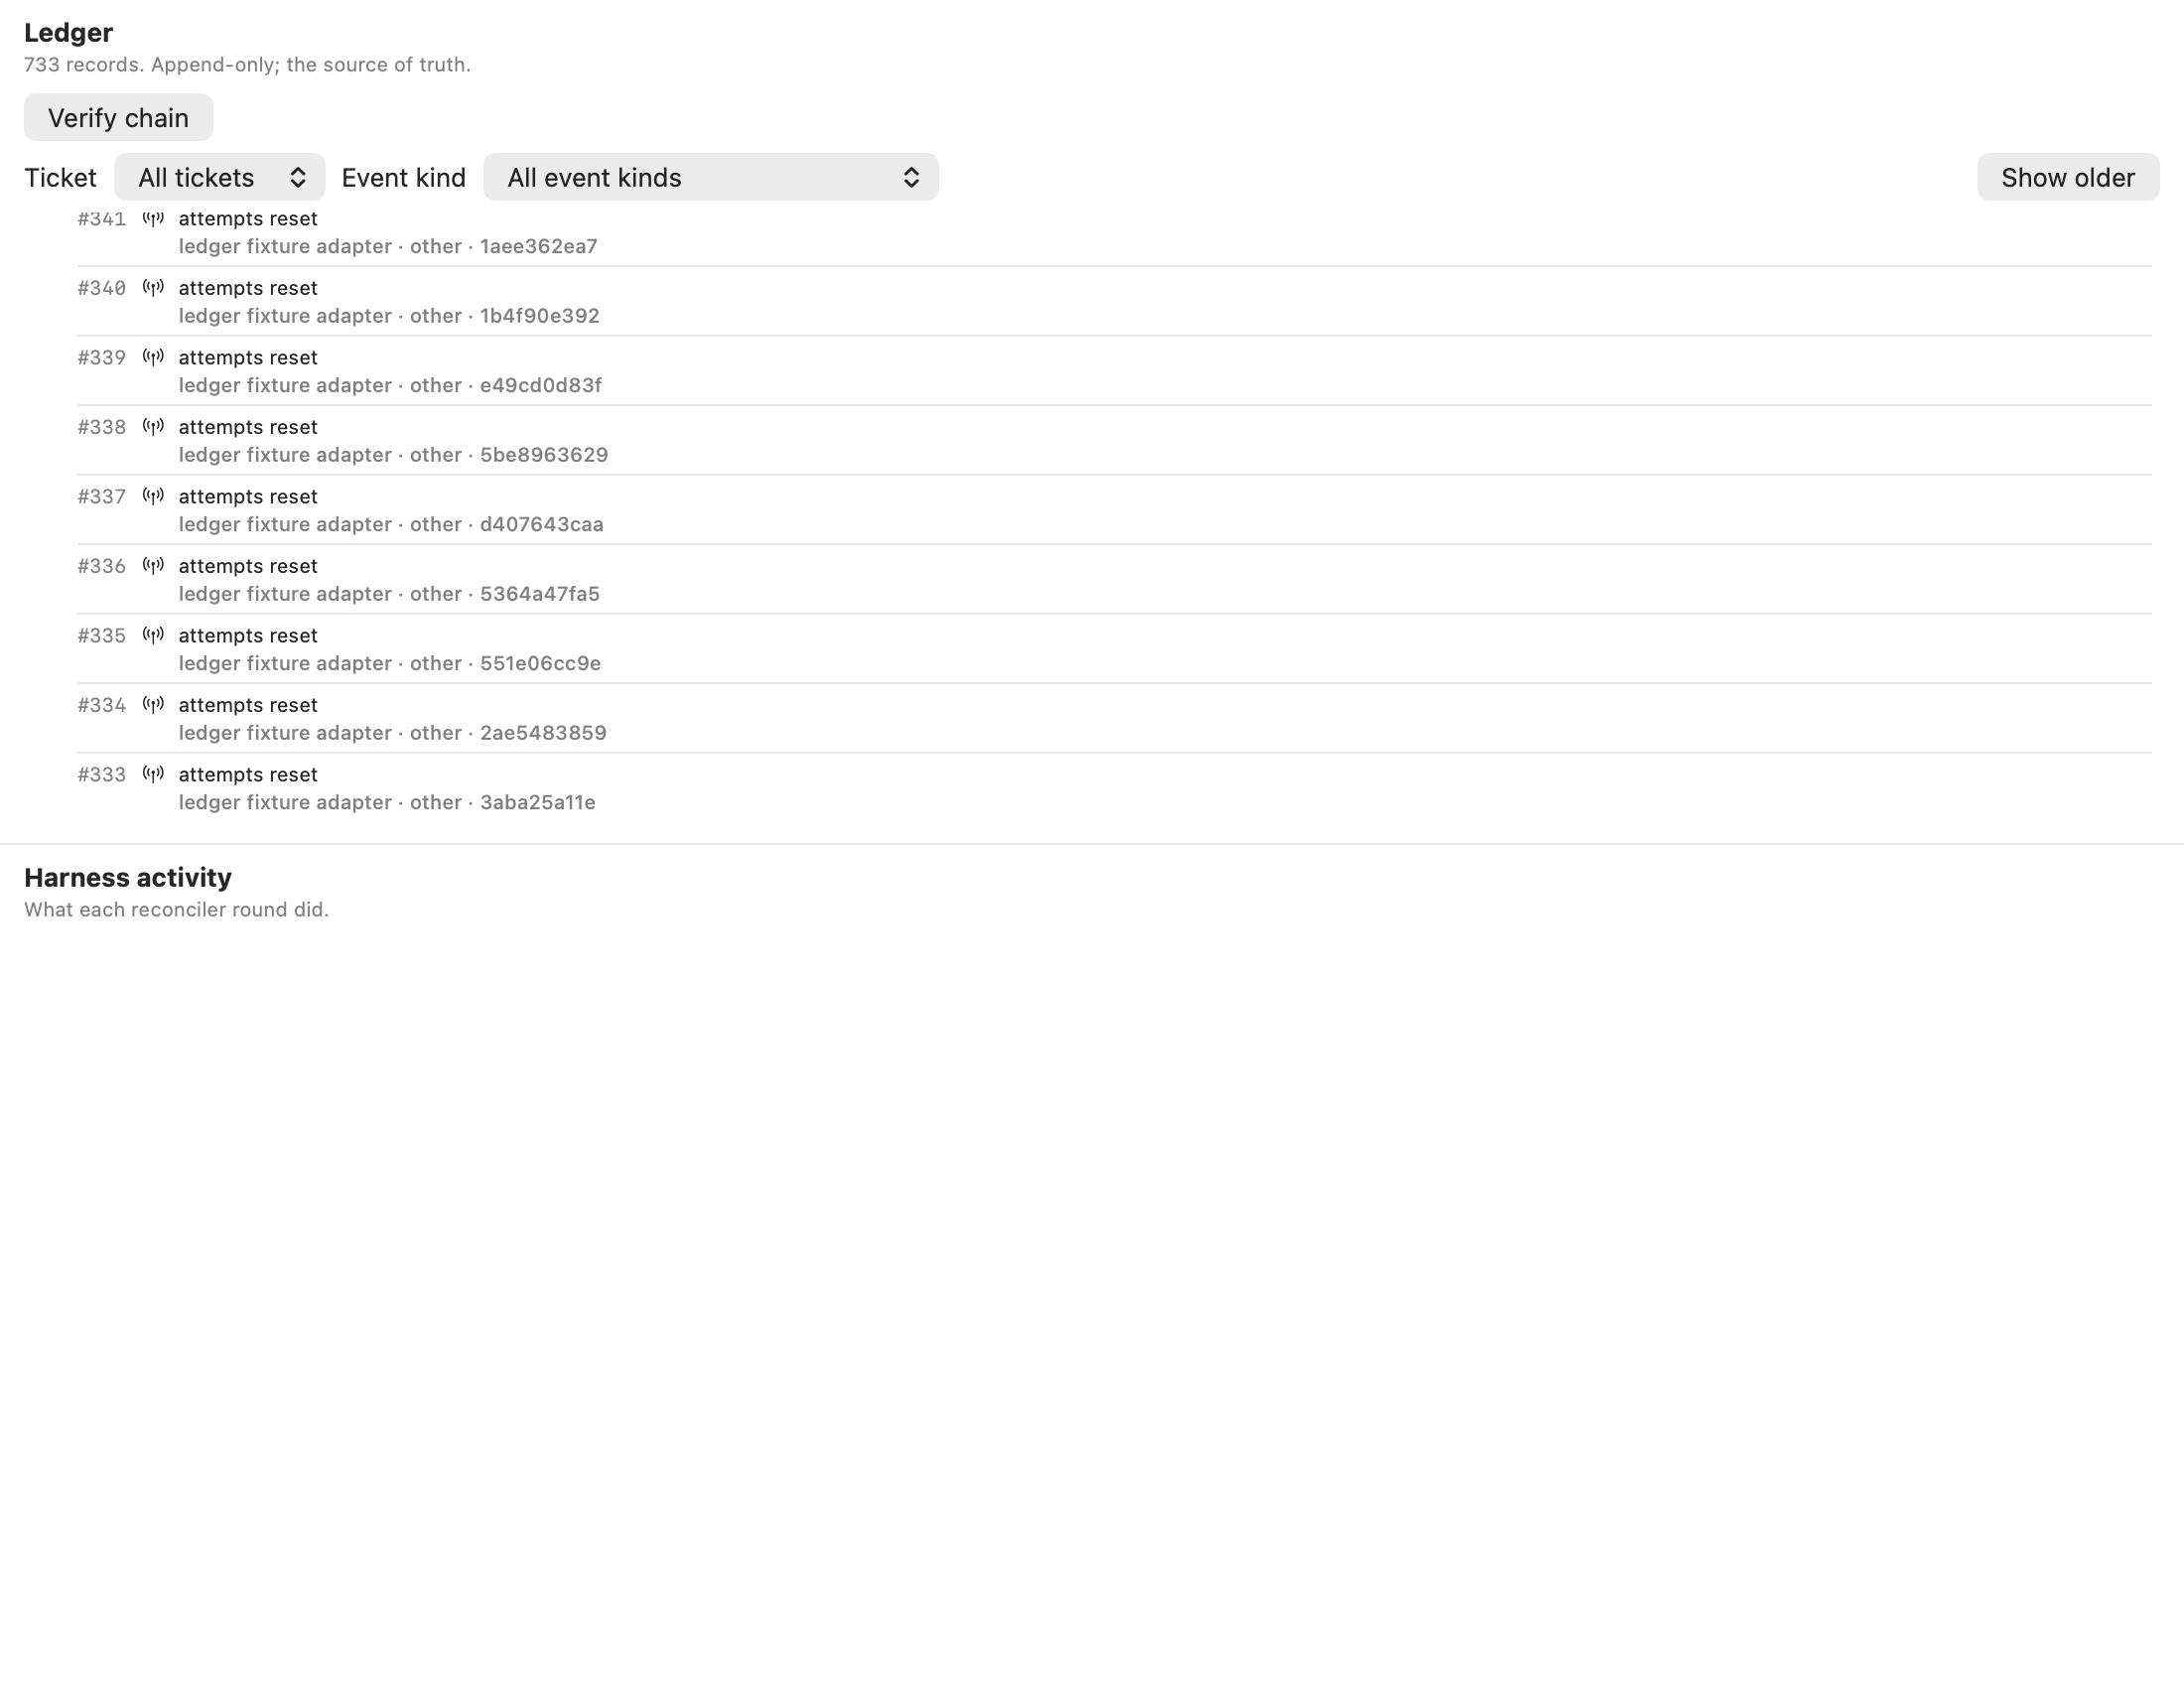 Ledger
733 records. Append-only; the source of truth.
Verify chain
Ticket All tickets Event kind All event kinds Show older
#341 attempts reset
ledger fixture adapter · other · 1aee362ea7
#340 attempts reset
ledger fixture adapter · other · 1b4f90e392
#339 attempts reset
ledger fixture adapter · other · e49cd0d83f
#338 attempts reset
ledger fixture adapter · other · 5be8963629
#337 attempts reset
ledger fixture adapter · other · d407643caa
#336 attempts reset
ledger fixture adapter · other · 5364a47fa5
#335 attempts reset
ledger fixture adapter · other · 551e06cc9e
#334 attempts reset
ledger fixture adapter · other · 2ae5483859
#333 attempts reset
ledger fixture adapter · other · 3aba25a11e
Harness activity
What each reconciler round did.